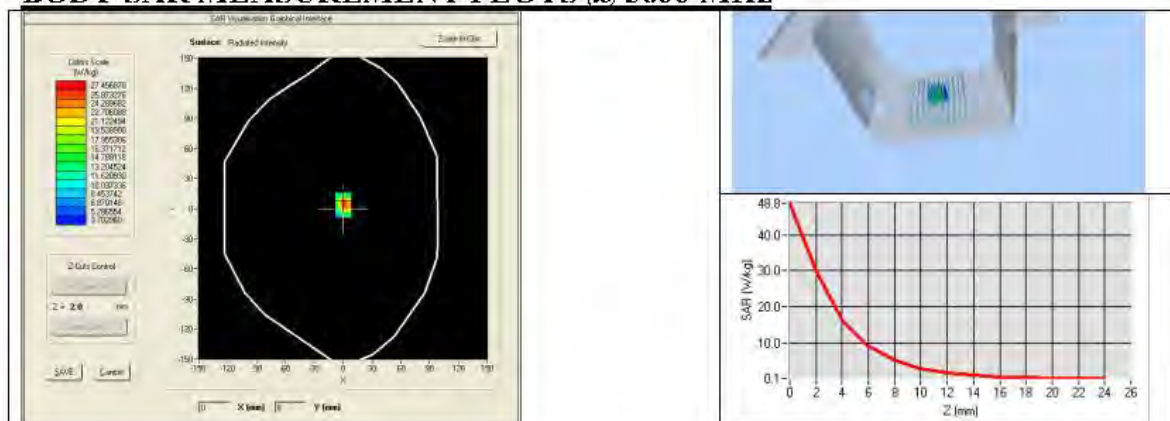 BODY SAR MEASUREMENT PLOTS @ MHz
SAR Visualisation Graphical Interface
Surface: Radiated Intensity
Colors Scale
(W/kg)
27.456870
25.873276
24.289682
22.706088
21.122494
19.538900
17.955306
16.371712
14.788118
13.204524
11.620930
10.037336
8.453742
6.870148
5.286554
3.702960
Z-Cuts Control
Z = 2.0 mm
SAVE Cancel
150-
120-
90-
60-
30-
0-
-30-
-60-
-90-
-120-
-150-
-150 -120 -90 -60 -30 0 30 60 90 120 150
X
0 X (mm) 6 Y (mm)
48.8-
40.0-
30.0-
20.0-
10.0-
0.1-
SAR (W/kg)
0 2 4 6 8 10 12 14 16 18 20 22 24 26
Z (mm)